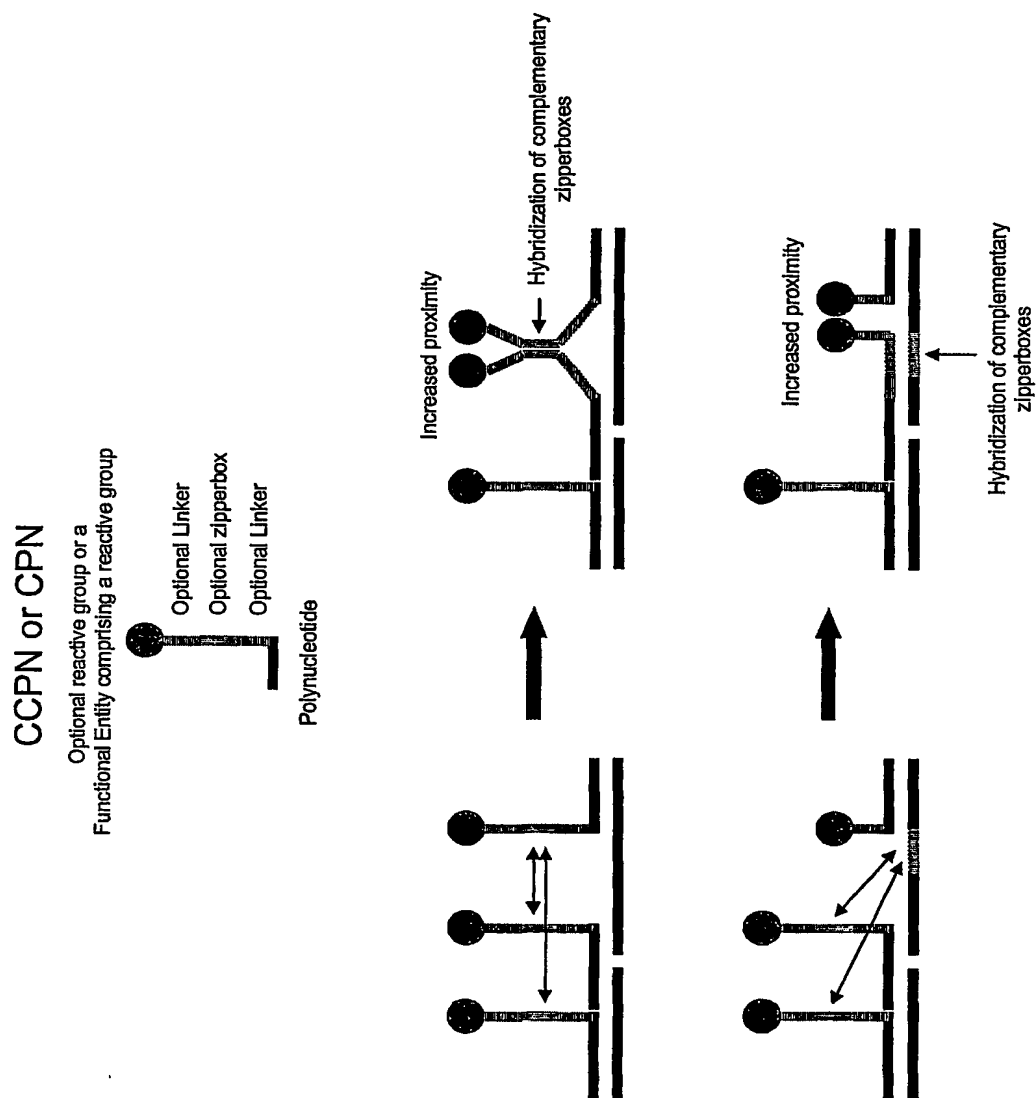 CCPN or CPN
Optional reactive group or a
Functional Entity comprising a reactive group
Optional Linker
Optional zipperbox
Optional Linker
Polynucleotide
Increased proximity
Hybridization of complementary
zipperboxes
Increased proximity
Hybridization of complementary
zipperboxes